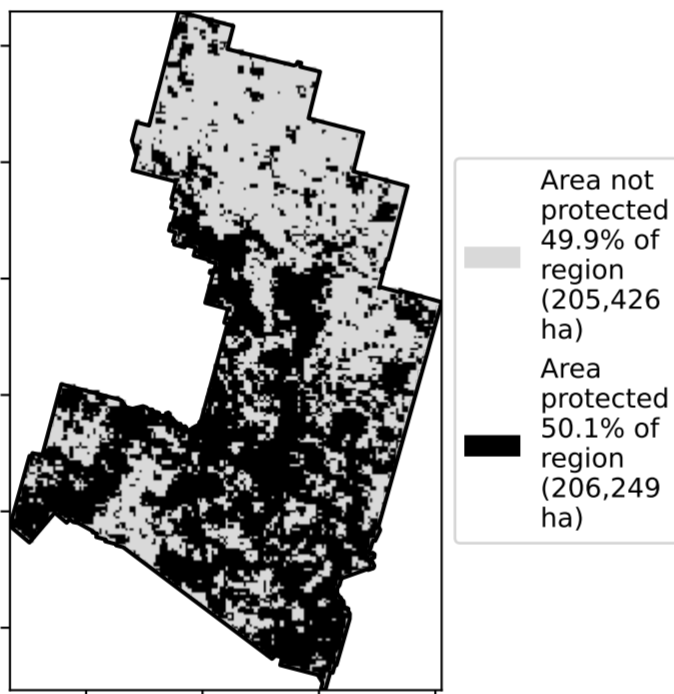 Area not
protected
49.9% of
region
(205,426
ha)
Area
protected
50.1% of
region
(206,249
ha)